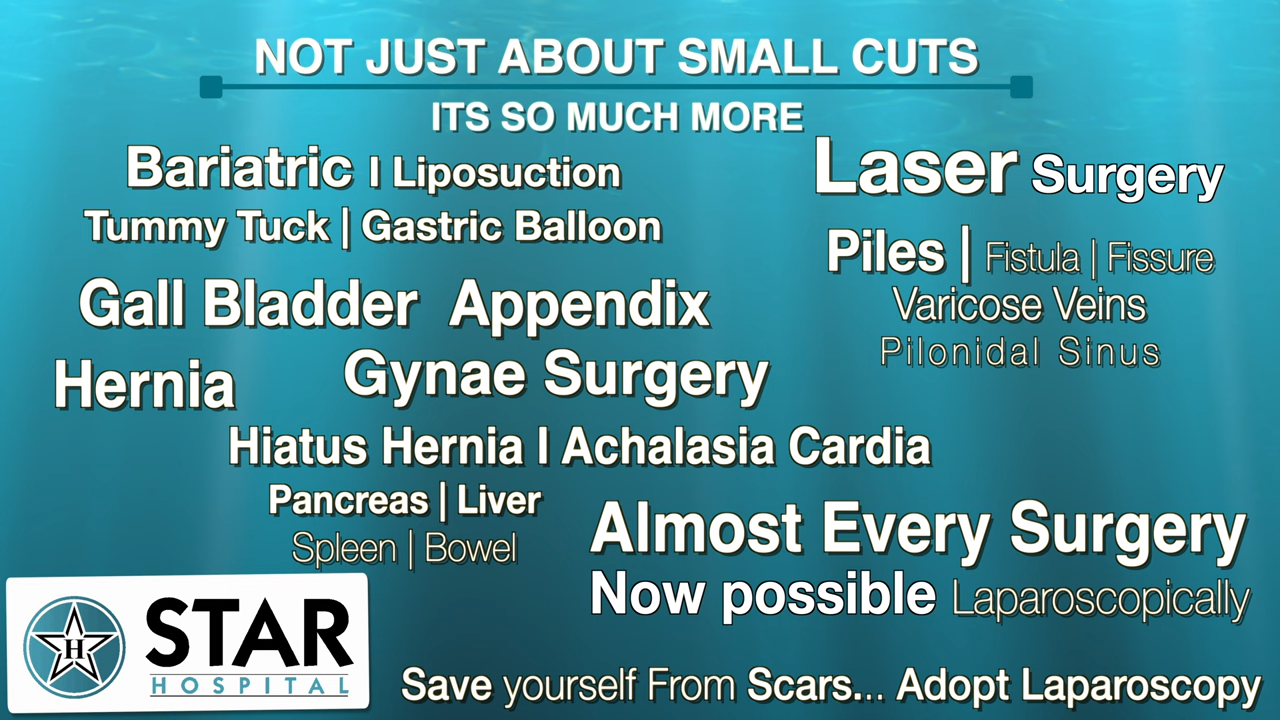 NOT JUST ABOUT SMALL CUTS
ITS SO MUCH MORE
Bariatric | Liposuction
Tummy Tuck | Gastric Balloon
Gall Bladder Appendix
Hernia Gynae Surgery
Hiatus Hernia | Achalasia Cardia
Pancreas | Liver
Spleen | Bowel
Laser Surgery
Piles | Fistula | Fissure
Varicose Veins
Pilonidal Sinus
Almost Every Surgery
Now possible Laparoscopically
H
STAR
HOSPITAL
Save yourself From Scars... Adopt Laparoscopy